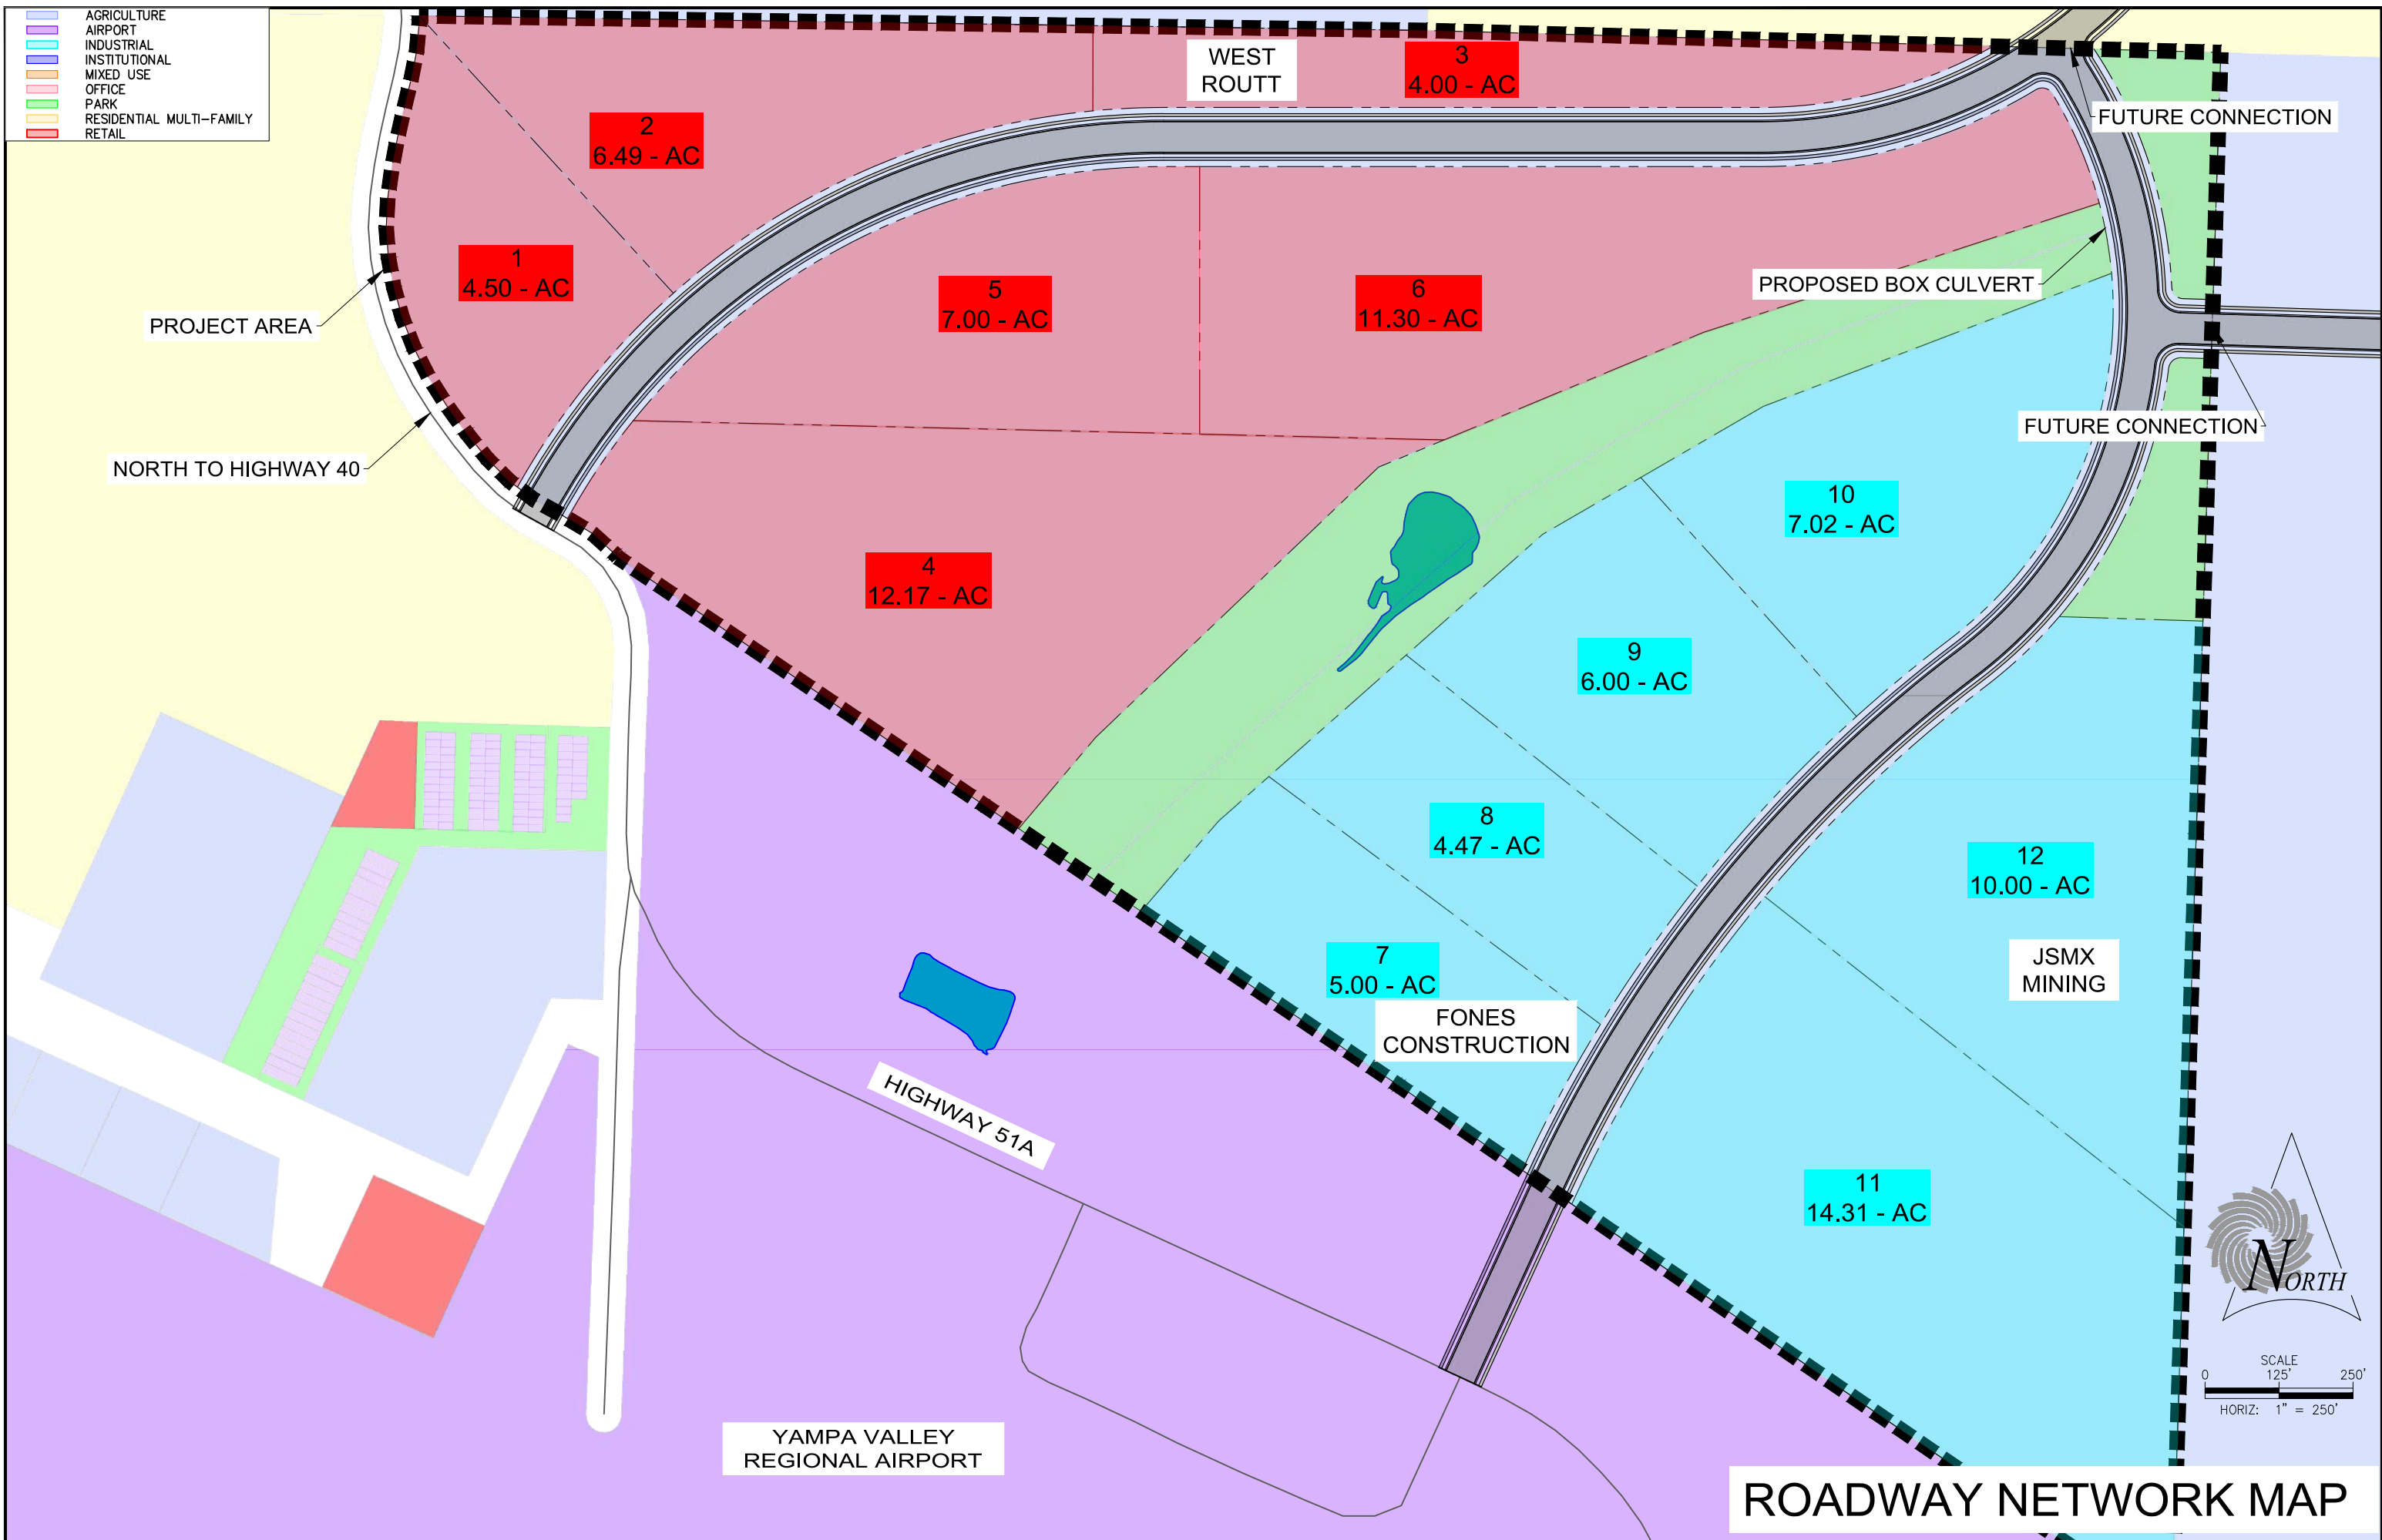 AGRICULTURE
AIRPORT
INDUSTRIAL
INSTITUTIONAL
MIXED USE
OFFICE
PARK
RESIDENTIAL MULTI-FAMILY
RETAIL
WEST
ROUTT
3
4.00 - AC
FUTURE CONNECTION
2
6.49 - AC
1
4.50 - AC
5
7.00 - AC
6
11.30 - AC
PROPOSED BOX CULVERT
PROJECT AREA
FUTURE CONNECTION
NORTH TO HIGHWAY 40
10
7.02 - AC
4
12.17 - AC
9
6.00 - AC
8
4.47 - AC
12
10.00 - AC
7
5.00 - AC
JSMX
MINING
FONES
CONSTRUCTION
HIGHWAY 51A
11
14.31 - AC
NORTH
SCALE
0 125' 250'
HORIZ: 1" = 250'
YAMPA VALLEY
REGIONAL AIRPORT
ROADWAY NETWORK MAP